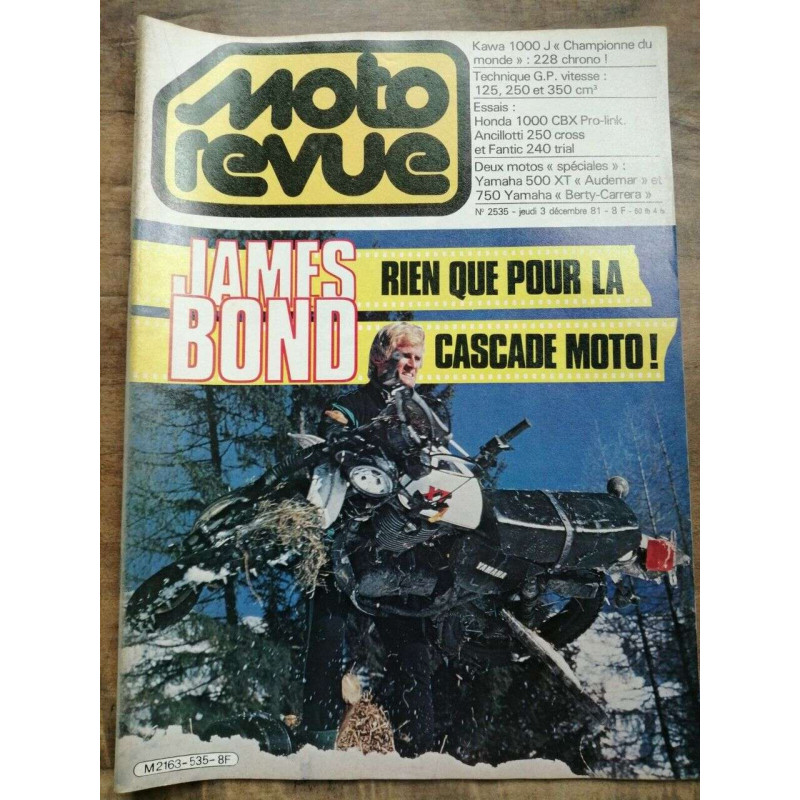 Moto
revue
Kawa 1000 J « Championne du
monde » : 228 chrono !
Technique G.P. vitesse :
125, 250 et 350 cm³
Essais :
Honda 1000 CBX Pro-link.
Ancillotti 250 cross
et Fantic 240 trial
Deux motos « spéciales » :
Yamaha 500 XT « Audemar » et
750 Yamaha « Berty-Carrera »
N° 2535 - jeudi 3 décembre 81 - 8 F -
JAMES
BOND
RIEN QUE POUR LA
CASCADE MOTO !
YAMAHA
M2163-535-8F